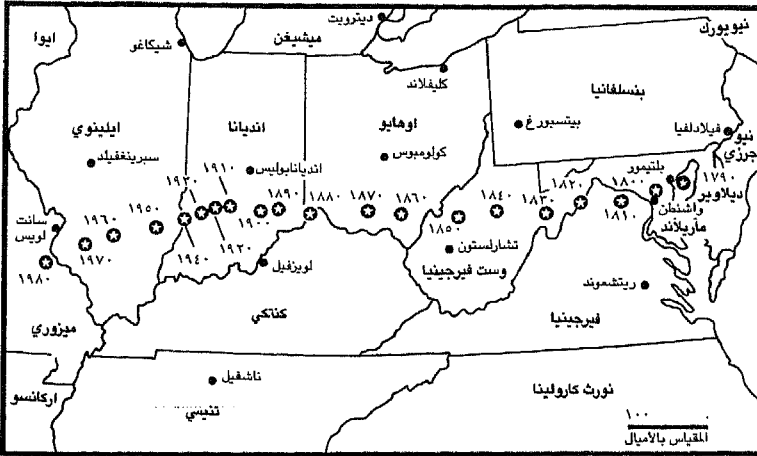 ديترويت
نيويورك
ميشيغن
ايوا
شيكاغو
كليفلاند
بنسلفانيا
بيتسبورغ
فيلادلفيا
نيو
جرزي
اوهايو
انديانا
ايلينوي
كولومبوس
سبرينغفيلد
انديانابوليس
بلتيمور
١٧٩٠
ديلاوير
١٨٠٠
واشنطن
ماريلاند
١٨١٠
١٨٢٠
١٨٣٠
١٨٤٠
١٨٥٠
١٨٦٠
١٨٧٠
١٨٨٠
١٨٩٠
١٩٠٠
١٩١٠
١٩٢٠
١٩٣٠
١٩٤٠
١٩٥٠
١٩٦٠
١٩٧٠
١٩٨٠
سانت
لويس
تشارلستون
وست فيرجينيا
لويزفيل
ريتشموند
كنتاكي
فيرجينيا
ميزوري
ناشفيل
نورث كارولينا
اركانسو
تنيسي
١٠٠ ٠
المقياس بالأميال